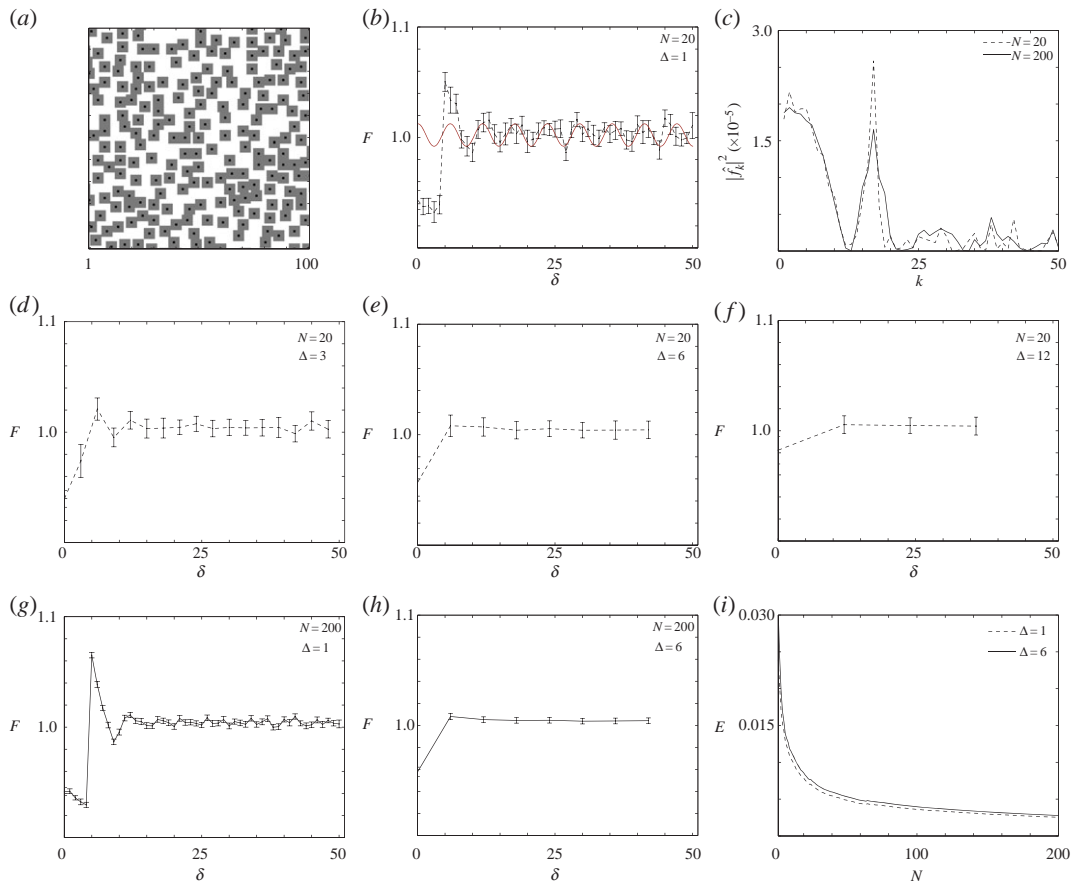 (a)
1 100
(b)
N = 20
Δ = 1
F
1.1
1.0
0 25 50
δ
(c)
N = 20
N = 200
|f̂k|² (×10⁻⁵)
3.0
1.5
0 25 50
k
(d)
N = 20
Δ = 3
F
1.1
1.0
0 25 50
δ
(e)
N = 20
Δ = 6
F
1.1
1.0
0 25 50
δ
(f)
N = 20
Δ = 12
F
1.1
1.0
0 25 50
δ
(g)
N = 200
Δ = 1
F
1.1
1.0
0 25 50
δ
(h)
N = 200
Δ = 6
F
1.1
1.0
0 25 50
δ
(i)
Δ = 1
Δ = 6
E
0.030
0.015
0 100 200
N